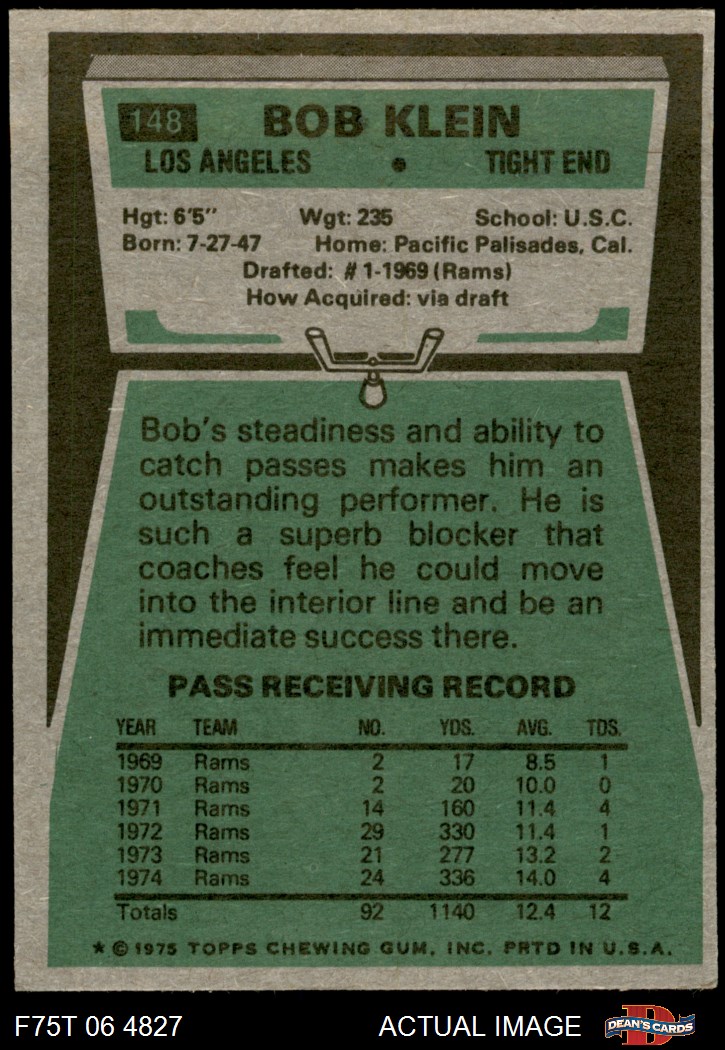 148 BOB KLEIN
LOS ANGELES • TIGHT END
Hgt: 6'5" Wgt: 235 School: U.S.C.
Born: 7-27-47 Home: Pacific Palisades, Cal.
Drafted: #1-1969 (Rams)
How Acquired: via draft
Bob's steadiness and ability to
catch passes makes him an
outstanding performer. He is
such a superb blocker that
coaches feel he could move
into the interior line and be an
immediate success there.
PASS RECEIVING RECORD
YEAR TEAM NO. YDS. AVG. TDS.
1969 Rams 2 17 8.5 1
1970 Rams 2 20 10.0 0
1971 Rams 14 160 11.4 4
1972 Rams 29 330 11.4 1
1973 Rams 21 277 13.2 2
1974 Rams 24 336 14.0 4
Totals 92 1140 12.4 12
★ © 1975 TOPPS CHEWING GUM, INC. PRTD IN U.S.A.
F75T 06 4827 ACTUAL IMAGE D DEAN'S CARDS